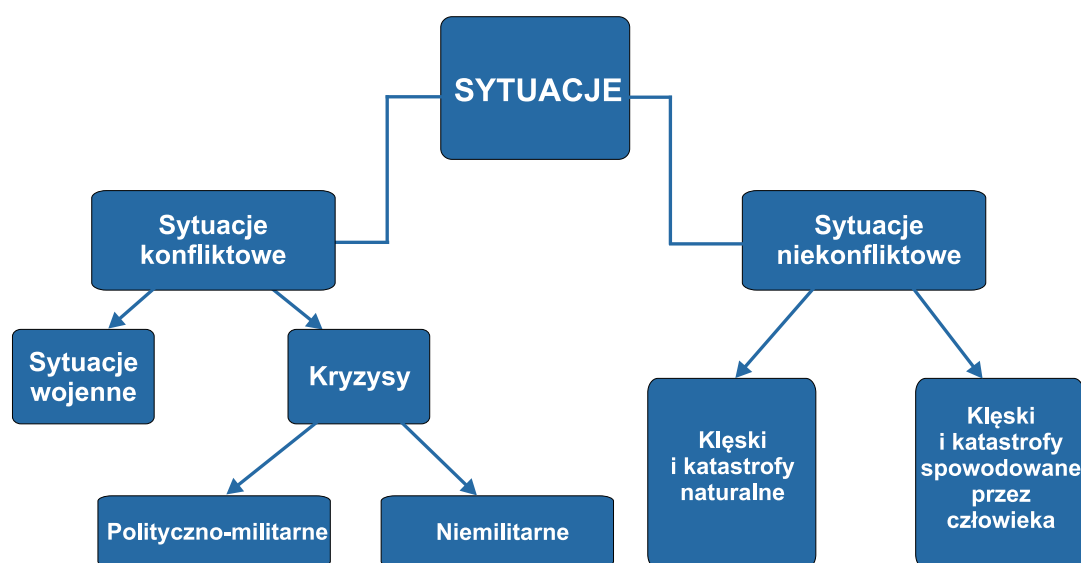 SYTUACJE
Sytuacje
konfliktowe
Sytuacje
niekonfliktowe
Sytuacje
wojenne
Kryzysy
Klęski
i katastrofy
naturalne
Klęski
i katastrofy
spowodowane
przez
człowieka
Polityczno-militarne
Niemilitarne